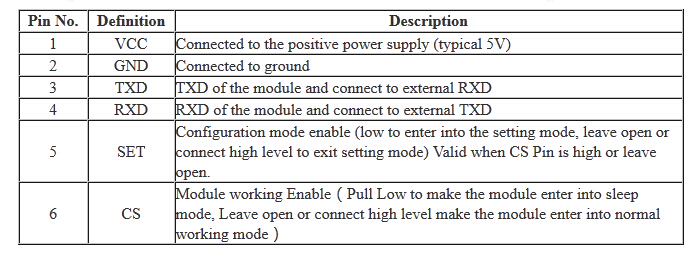 Pin No. Definition Description
1 VCC Connected to the positive power supply (typical 5V)
2 GND Connected to ground
3 TXD TXD of the module and connect to external RXD
4 RXD RXD of the module and connect to external TXD
5 SET Configuration mode enable (low to enter into the setting mode, leave open or
connect high level to exit setting mode) Valid when CS Pin is high or leave
open.
6 CS Module working Enable ( Pull Low to make the module enter into sleep
mode, Leave open or connect high level make the module enter into normal
working mode )